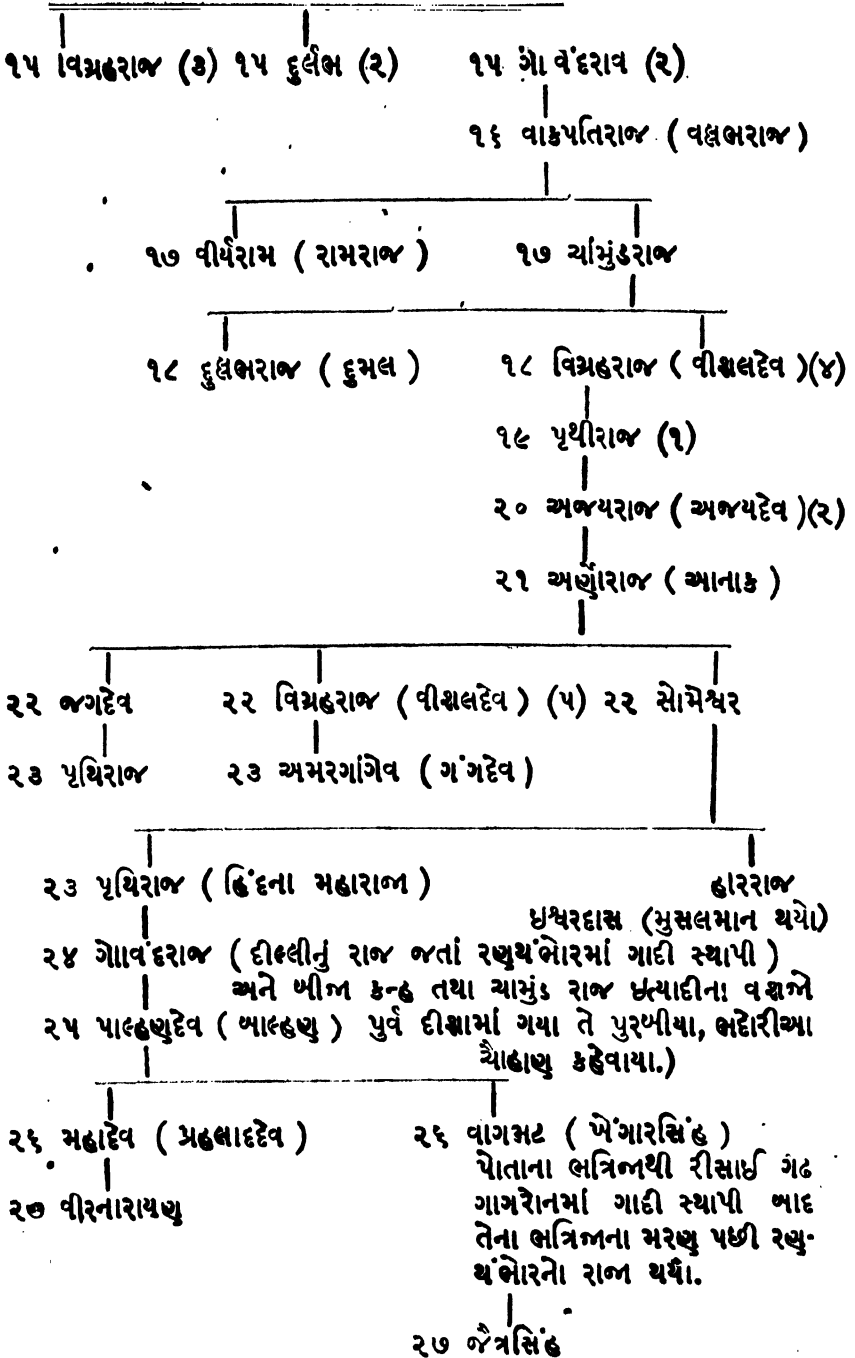 ૧૫ વિગ્રહરાજ (૩) ૧૫ દુર્લભ (૨) ૧૫ ગોવિંદરાવ (૨)
૧૬ વાકપતિરાજ (વલ્લભરાજ)
૧૭ વીર્યરામ (રામરાજ) ૧૭ ચામુંડરાજ
૧૮ દુલભરાજ (દુમલ) ૧૮ વિગ્રહરાજ (વીશલદેવ)(૪)
૧૯ પૃથીરાજ (૧)
૨૦ અજયરાજ (અજયદેવ)(૨)
૨૧ અર્ણોરાજ (આનાક)
૨૨ જગદેવ ૨૨ વિગ્રહરાજ (વીશલદેવ) (૫) ૨૨ સોમેશ્વર
૨૩ પૃથિરાજ ૨૩ અમરગાંગેવ (ગંગદેવ)
૨૩ પૃથિરાજ (હિંદના મહારાજા) હારરાજ
ઇશ્વરદાસ (મુસલમાન થયો)
૨૪ ગોવિંદરાજ (દીલ્લીનું રાજ જતાં રણથંભોરમાં ગાદી સ્થાપી)
અને બીજા કન્હ તથા ચામુંડ રાજ ઇત્યાદીના વશજો
૨૫ પાલ્હણદેવ (બાલ્હણ) પુર્વ દીશામાં ગયા તે પુરબીયા, ભદોરીઆ
ચૌહાણ કહેવાયા.)
૨૬ મહાદેવ (પ્રહલાદદેવ) ૨૬ વાગભટ (ખેંગારસિંહ)
પોતાના ભત્રિજાથી રીસાઈ ગઢ
૨૭ વીરનારાયણ ગામરોનમાં ગાદી સ્થાપી બાદ
તેના ભત્રિજાના મરણ પછી રણ-
થંભોરનો રાજા થયૉ.
૨૭ જૈત્રસિંહ